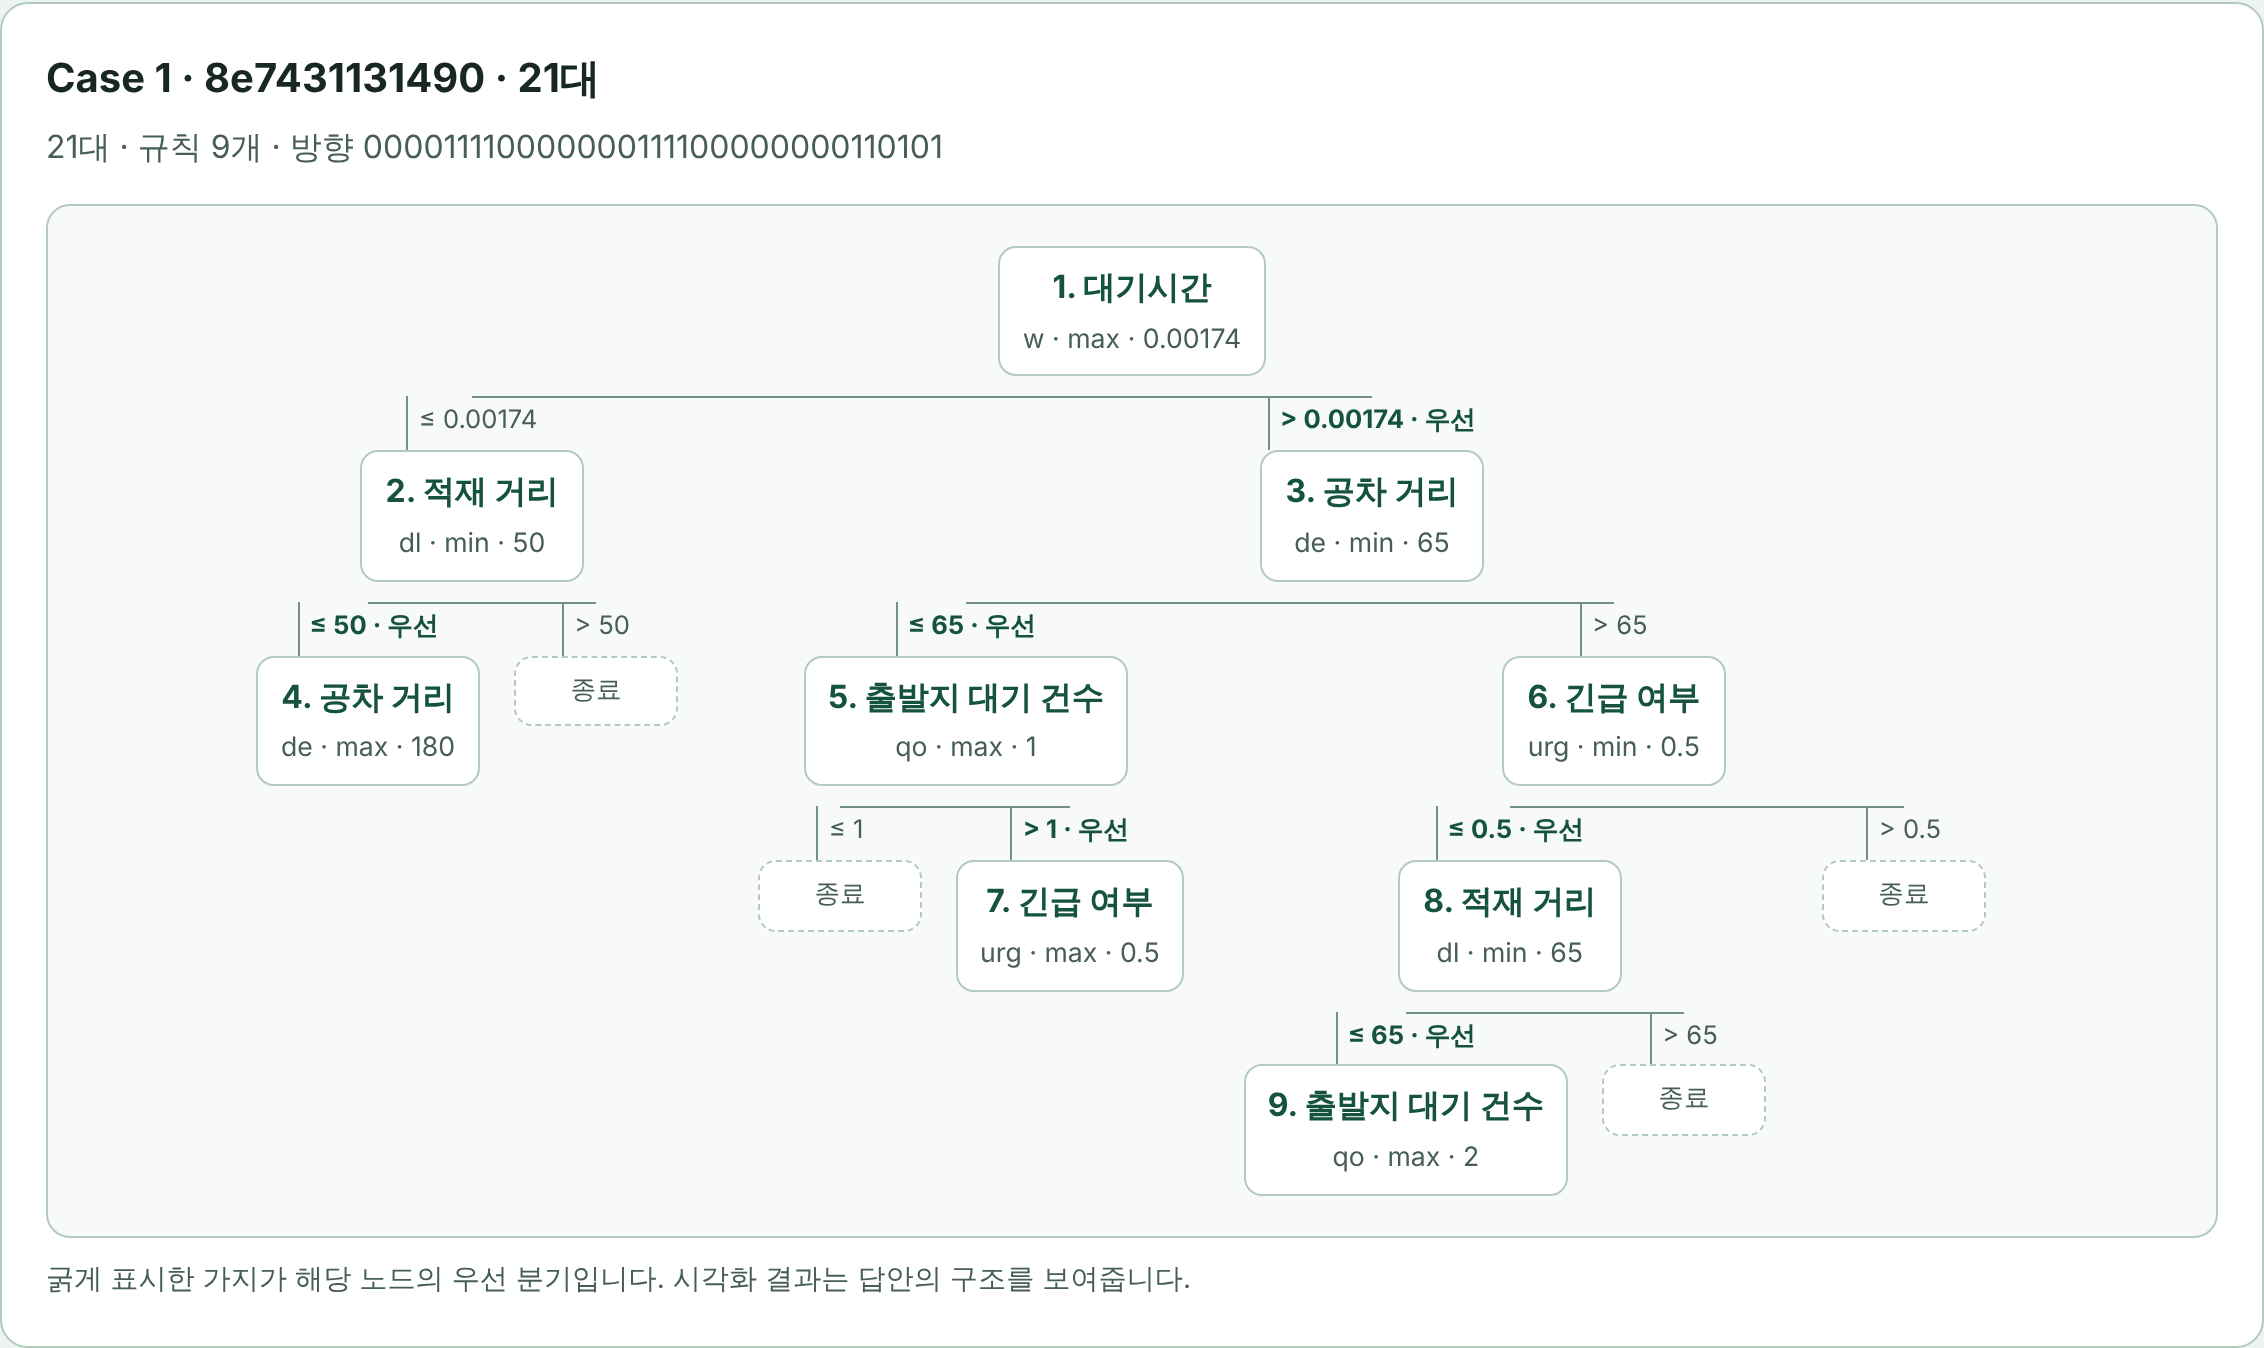 Case 1 · 8e7431131490 · 21대
21대 · 규칙 9개 · 방향 000011110000000011110000000000110101
1. 대기시간
w · max · 0.00174
≤ 0.00174
> 0.00174 · 우선
2. 적재 거리
dl · min · 50
3. 공차 거리
de · min · 65
≤ 50 · 우선
> 50
≤ 65 · 우선
> 65
4. 공차 거리
de · max · 180
종료
5. 출발지 대기 건수
qo · max · 1
6. 긴급 여부
urg · min · 0.5
≤ 1
> 1 · 우선
≤ 0.5 · 우선
> 0.5
종료
7. 긴급 여부
urg · max · 0.5
8. 적재 거리
dl · min · 65
종료
≤ 65 · 우선
> 65
9. 출발지 대기 건수
qo · max · 2
종료
굵게 표시한 가지가 해당 노드의 우선 분기입니다. 시각화 결과는 답안의 구조를 보여줍니다.